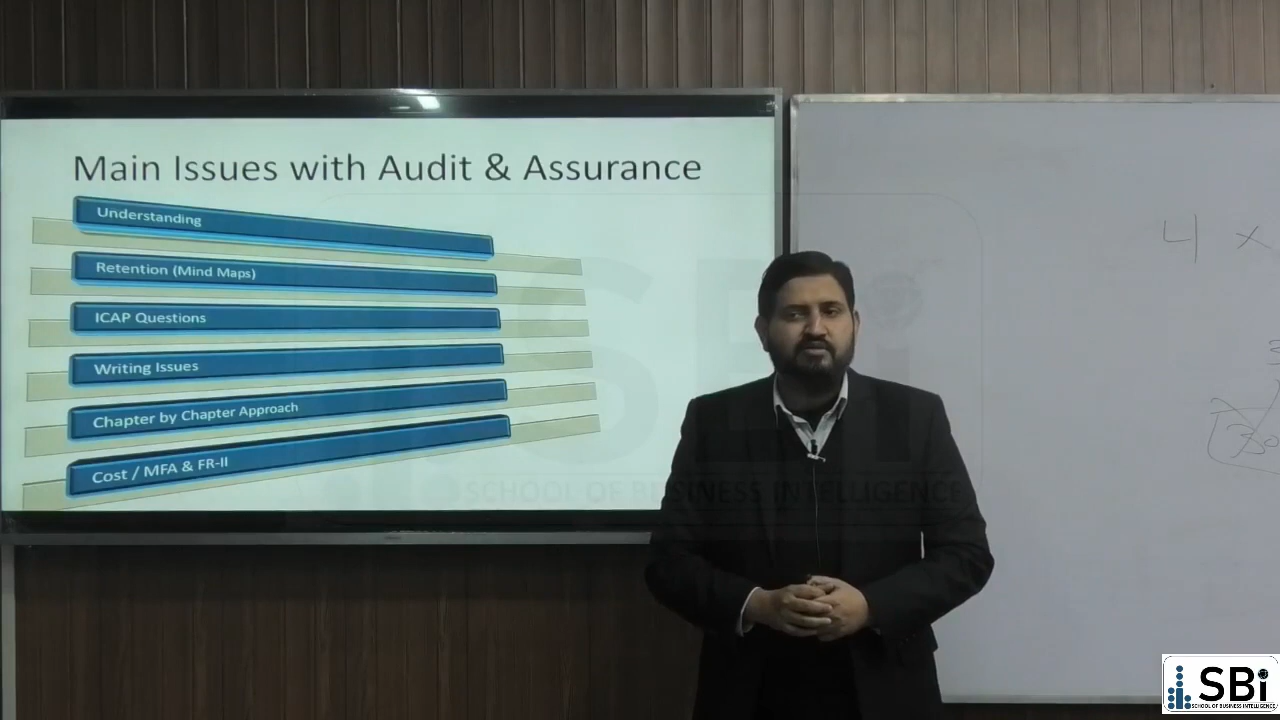 Main Issues with Audit & Assurance
Understanding
Retention (Mind Maps)
ICAP Questions
Writing Issues
Chapter by Chapter Approach
Cost / MFA & FR-II
4 x
SBi
SCHOOL OF BUSINESS INTELLIGENCE
SBi
SCHOOL OF BUSINESS INTELLIGENCE